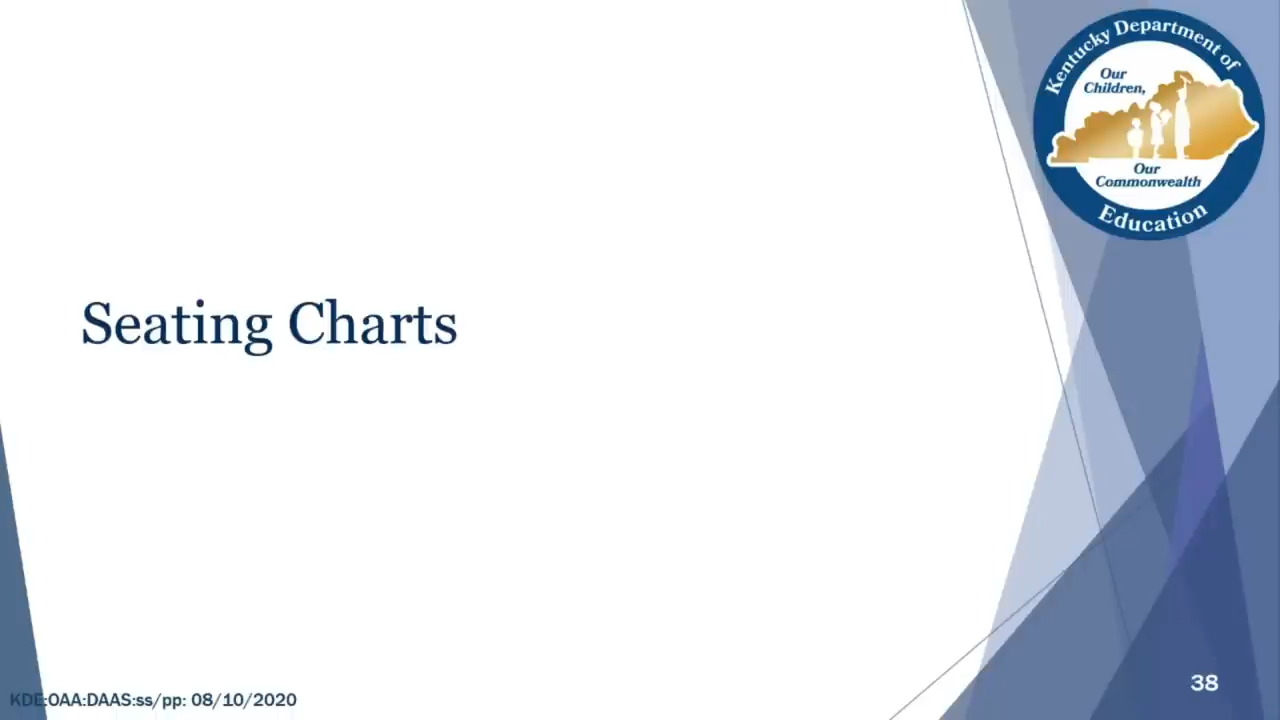 Kentucky Department of
Our
Children,
Our
Commonwealth
Education
Seating Charts
KDE:OAA:DAAS:ss/pp: 08/10/2020
38